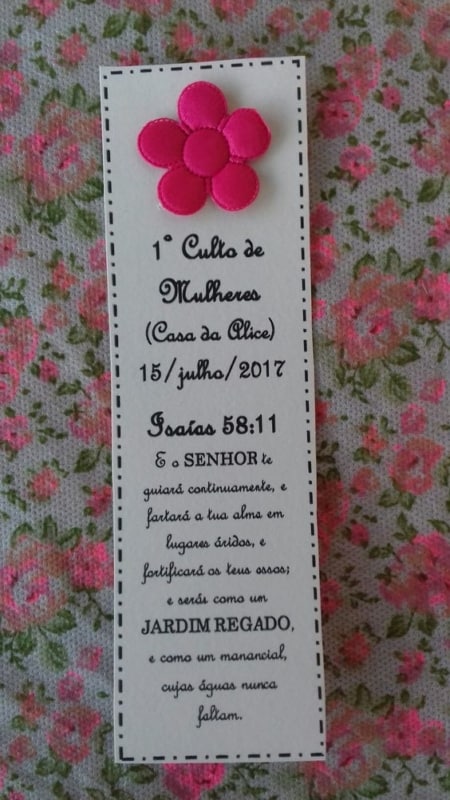 1º Culto de
Mulheres
(Casa da Alice)
15/julho/2017
Isaías 58:11
E o SENHOR te
guiará continuamente, e
fartará a tua alma em
lugares áridos, e
fortificará os teus ossos;
e serás como um
JARDIM REGADO,
e como um manancial,
cujas águas nunca
faltam.